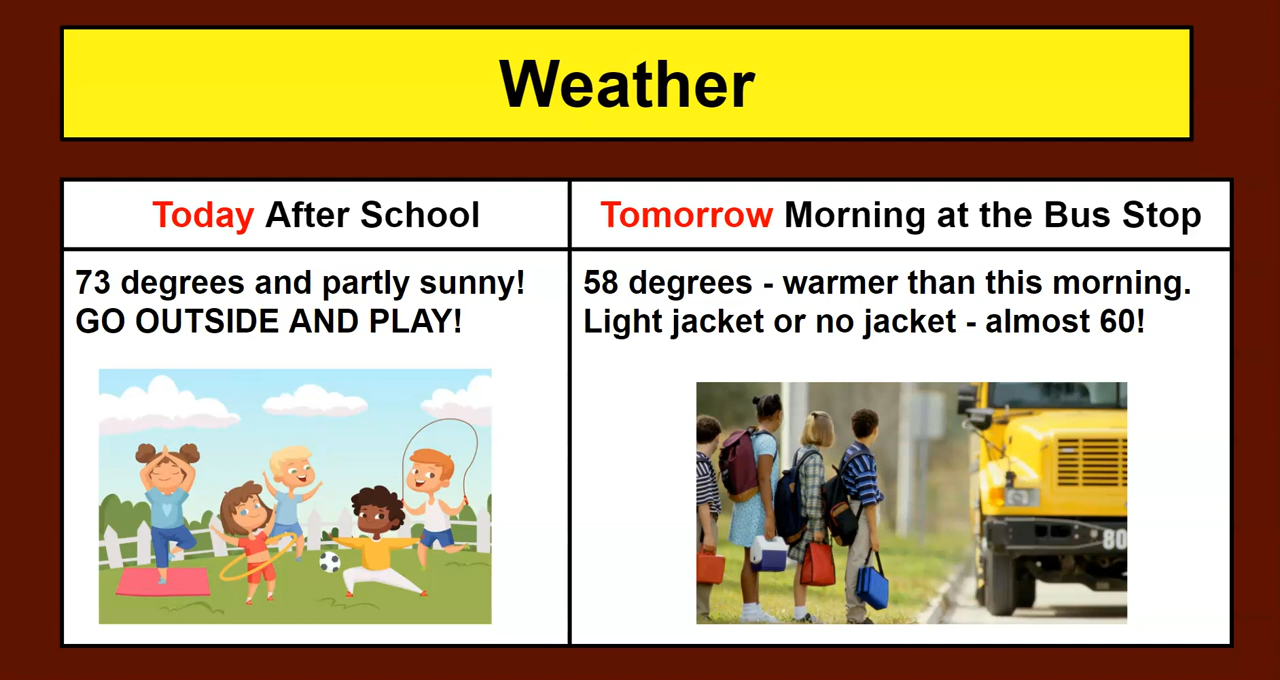 Weather
Today After School
Tomorrow Morning at the Bus Stop
73 degrees and partly sunny!
GO OUTSIDE AND PLAY!
58 degrees - warmer than this morning.
Light jacket or no jacket - almost 60!
80